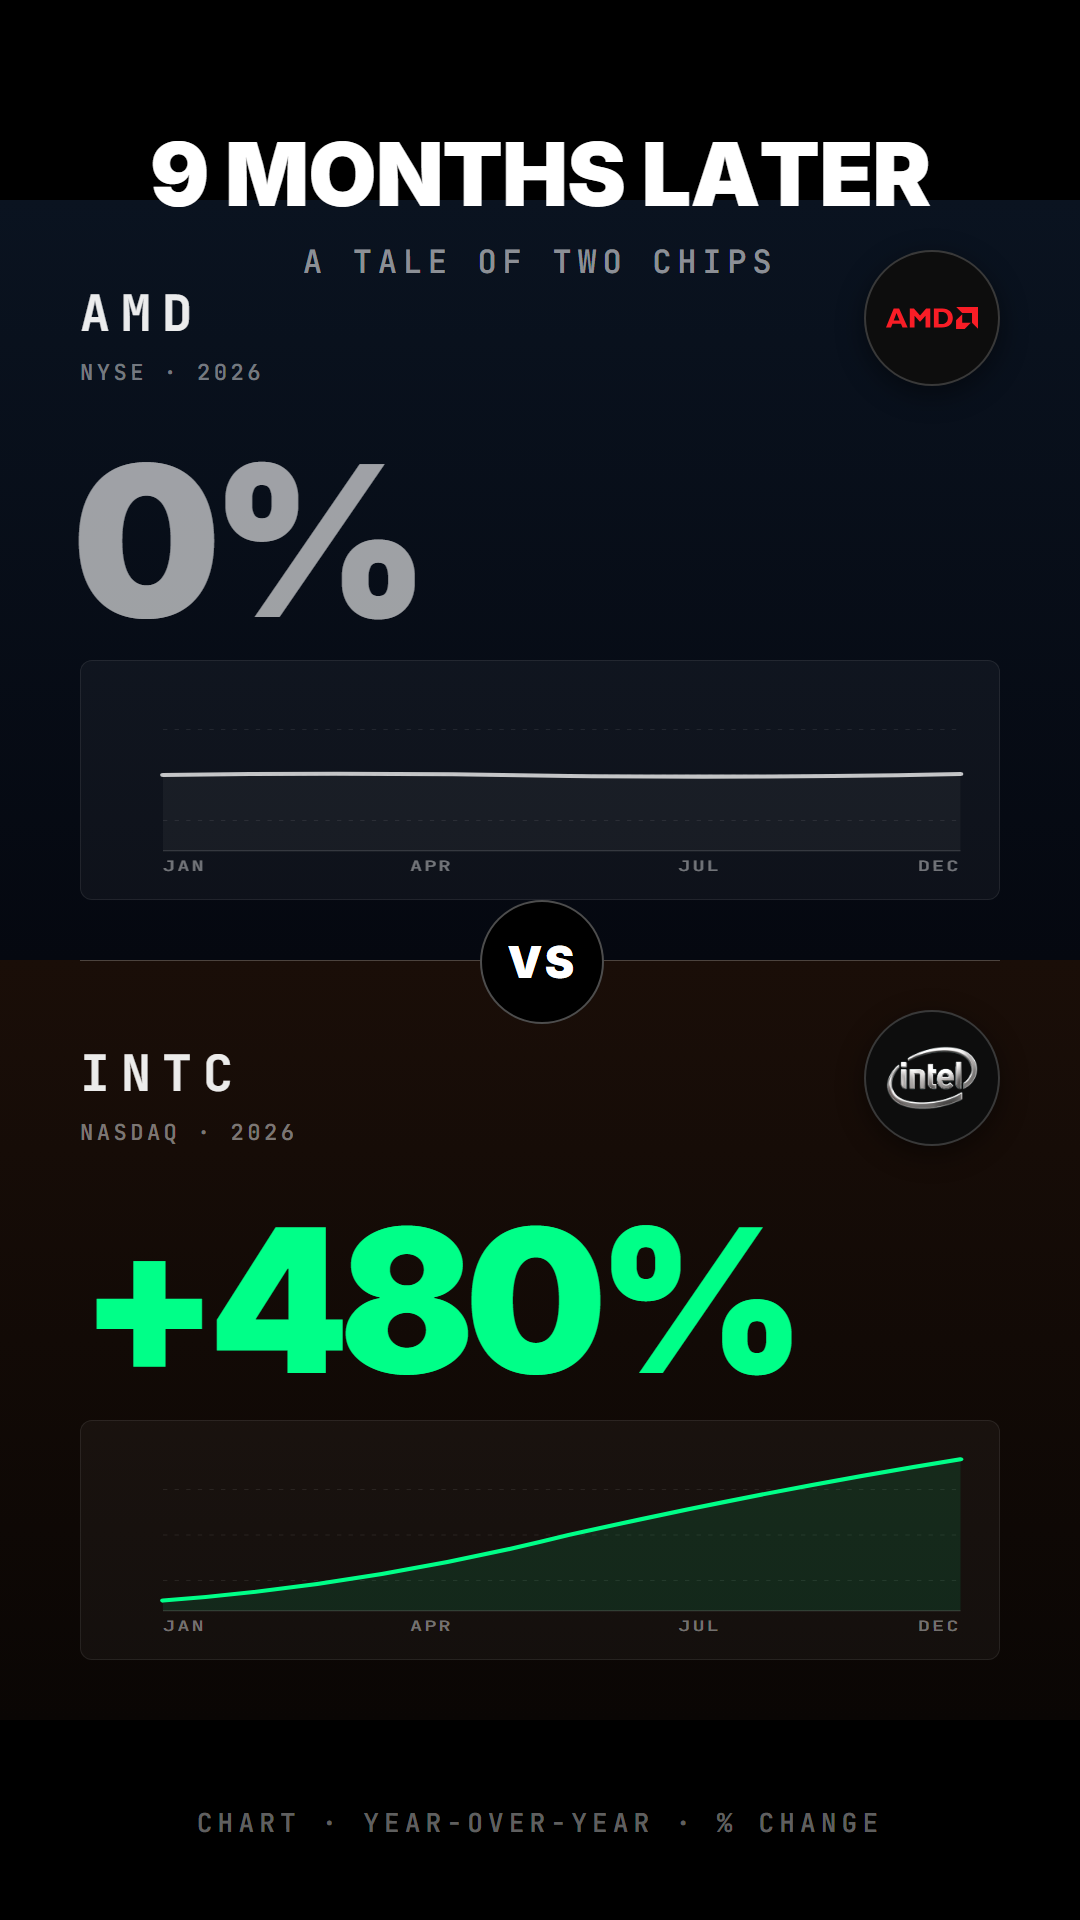 9 MONTHS LATER
A TALE OF TWO CHIPS
AMD
AMD
NYSE · 2026
0%
JAN APR JUL DEC
VS
INTC
intel
NASDAQ · 2026
+480%
JAN APR JUL DEC
CHART · YEAR-OVER-YEAR · % CHANGE